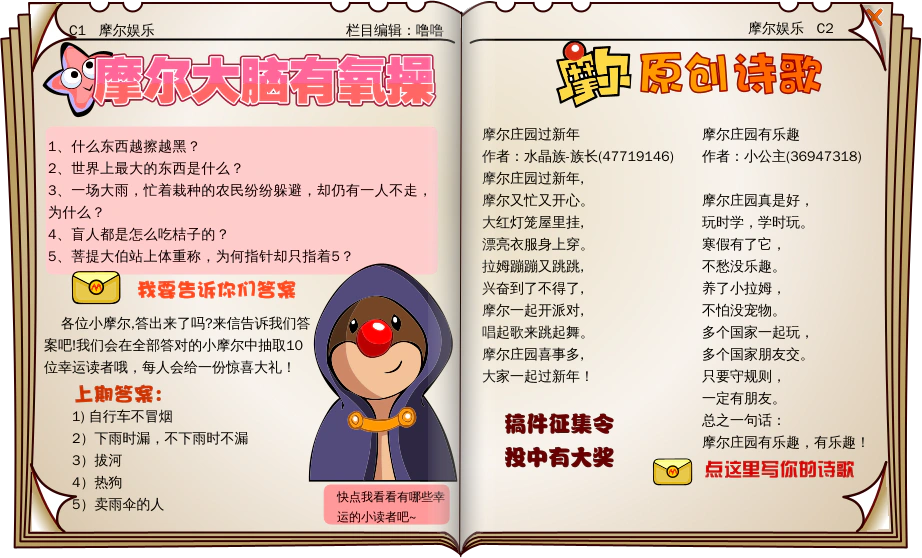 C1 摩尔娱乐
栏目编辑：噜噜
摩尔大脑有氧操
1、什么东西越擦越黑？
2、世界上最大的东西是什么？
3、一场大雨，忙着栽种的农民纷纷躲避，却仍有一人不走，
为什么？
4、盲人都是怎么吃桔子的？
5、菩提大伯站上体重称，为何指针却只指着5？
我要告诉你们答案
各位小摩尔,答出来了吗?来信告诉我们答
案吧!我们会在全部答对的小摩尔中抽取10
位幸运读者哦，每人会给一份惊喜大礼！
上期答案：
1) 自行车不冒烟
2）下雨时漏，不下雨时不漏
3）拔河
4）热狗
5）卖雨伞的人
快点我看看有哪些幸
运的小读者吧~
摩尔娱乐 C2
摩尔 原创诗歌
摩尔庄园过新年
作者：水晶族-族长(47719146)
摩尔庄园过新年,
摩尔又忙又开心。
大红灯笼屋里挂,
漂亮衣服身上穿。
拉姆蹦蹦又跳跳,
兴奋到了不得了,
摩尔一起开派对,
唱起歌来跳起舞。
摩尔庄园喜事多,
大家一起过新年！
稿件征集令
投中有大奖
摩尔庄园有乐趣
作者：小公主(36947318)
摩尔庄园真是好，
玩时学，学时玩。
寒假有了它，
不愁没乐趣。
养了小拉姆，
不怕没宠物。
多个国家一起玩，
多个国家朋友交。
只要守规则，
一定有朋友。
总之一句话：
摩尔庄园有乐趣，有乐趣！
点这里写你的诗歌